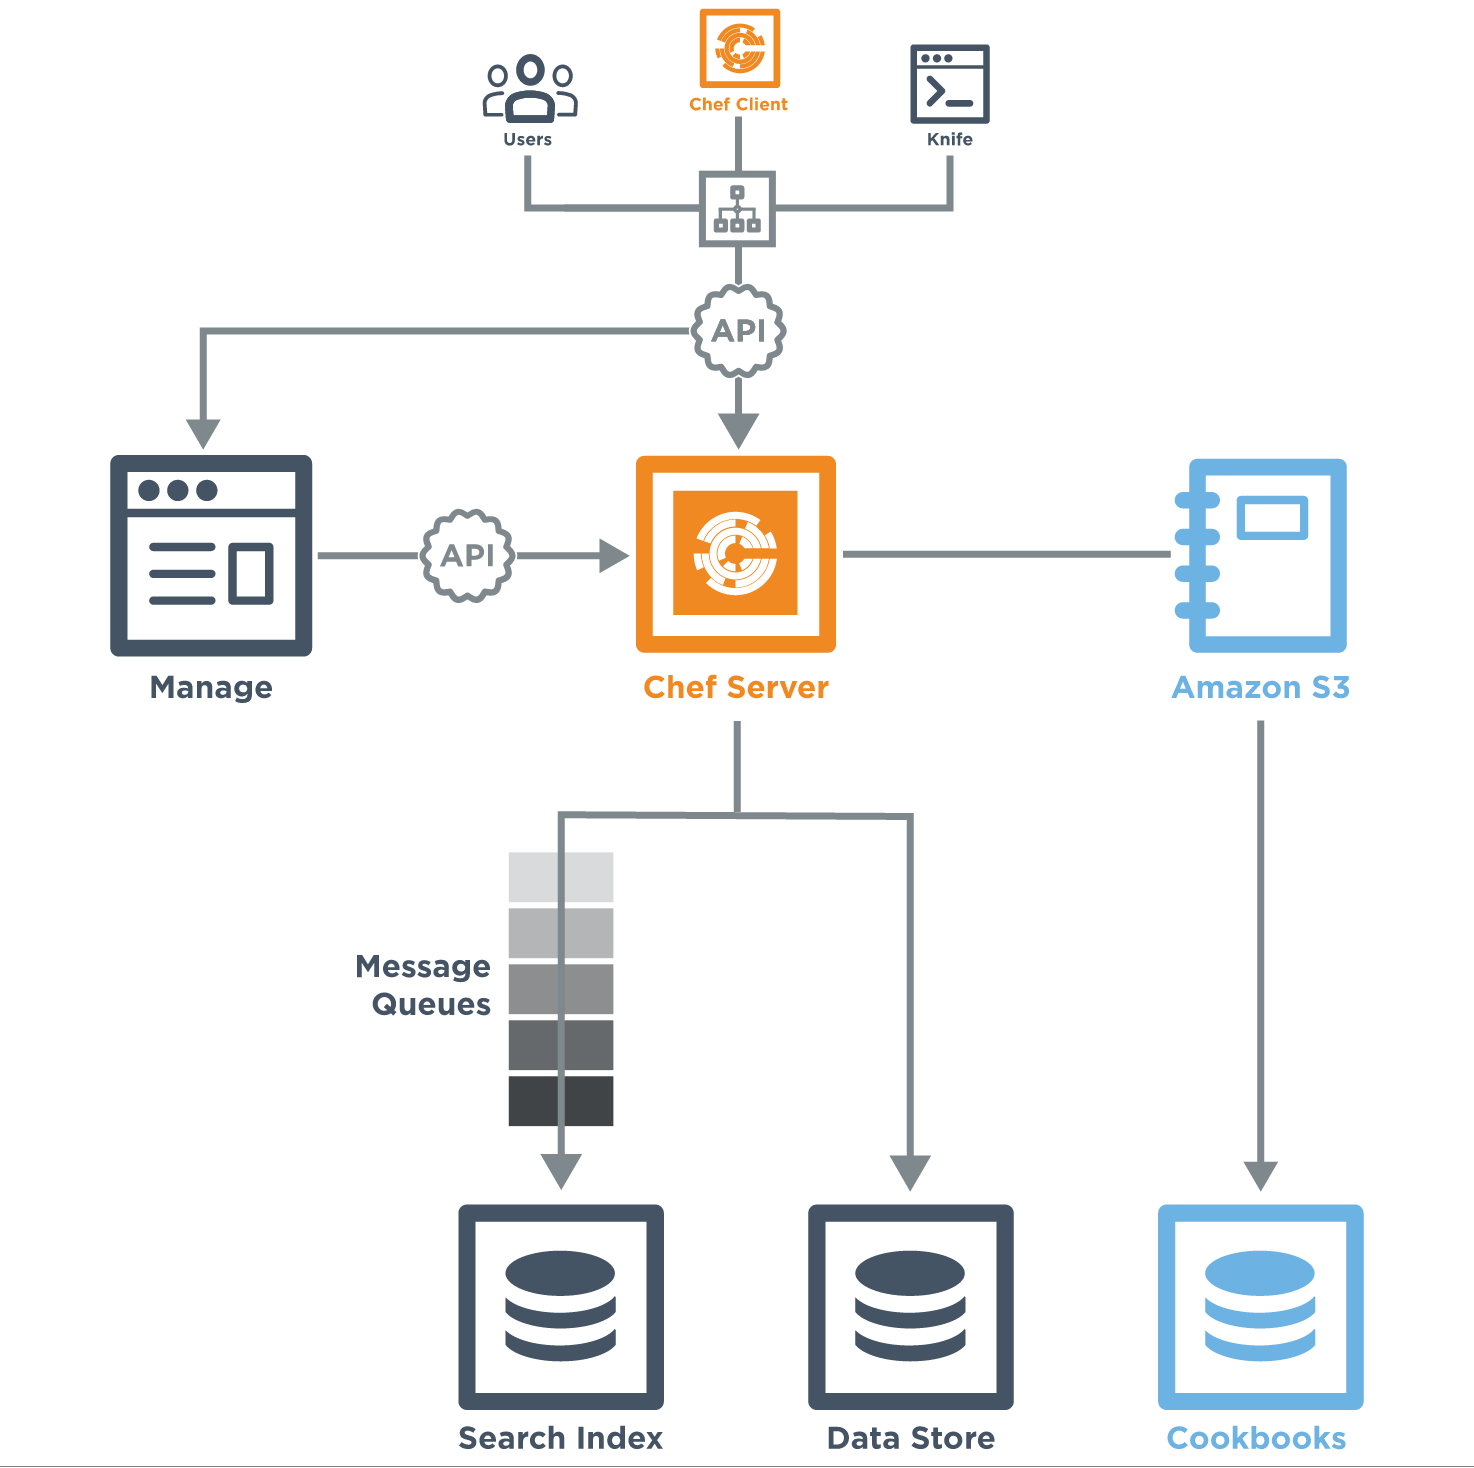 Chef Client
Users
Knife
API
API
Manage
Chef Server
Amazon S3
Message
Queues
Search Index
Data Store
Cookbooks